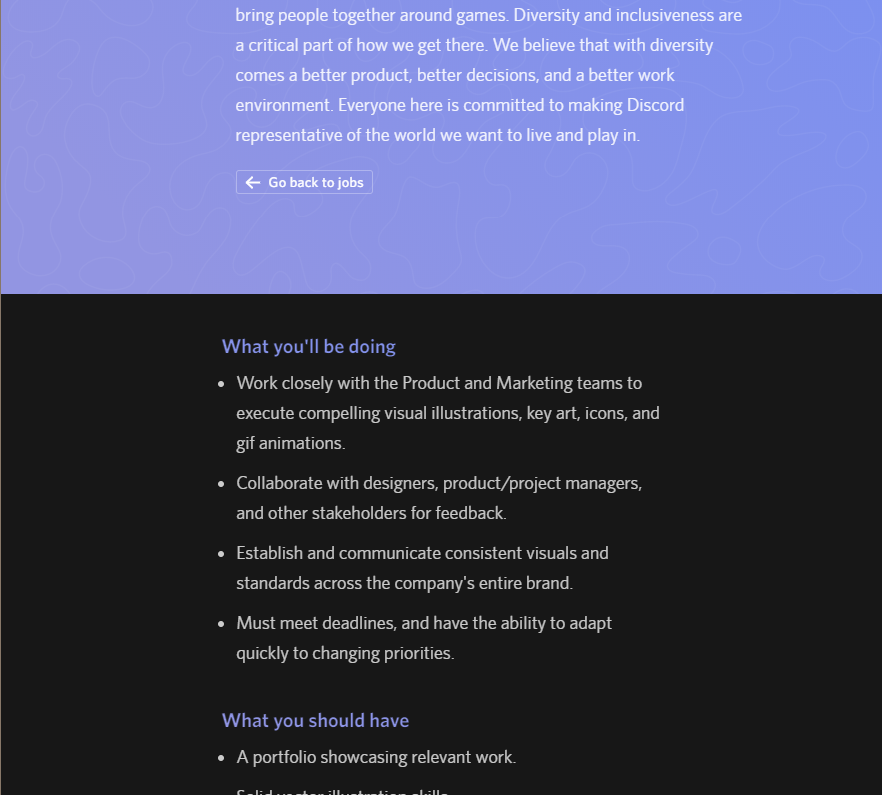 bring people together around games. Diversity and inclusiveness are
a critical part of how we get there. We believe that with diversity
comes a better product, better decisions, and a better work
environment. Everyone here is committed to making Discord
representative of the world we want to live and play in.
Go back to jobs
What you'll be doing
Work closely with the Product and Marketing teams to
execute compelling visual illustrations, key art, icons, and
gif animations.
Collaborate with designers, product/project managers,
and other stakeholders for feedback.
Establish and communicate consistent visuals and
standards across the company's entire brand.
Must meet deadlines, and have the ability to adapt
quickly to changing priorities.
What you should have
A portfolio showcasing relevant work.
Solid vector illustration skills